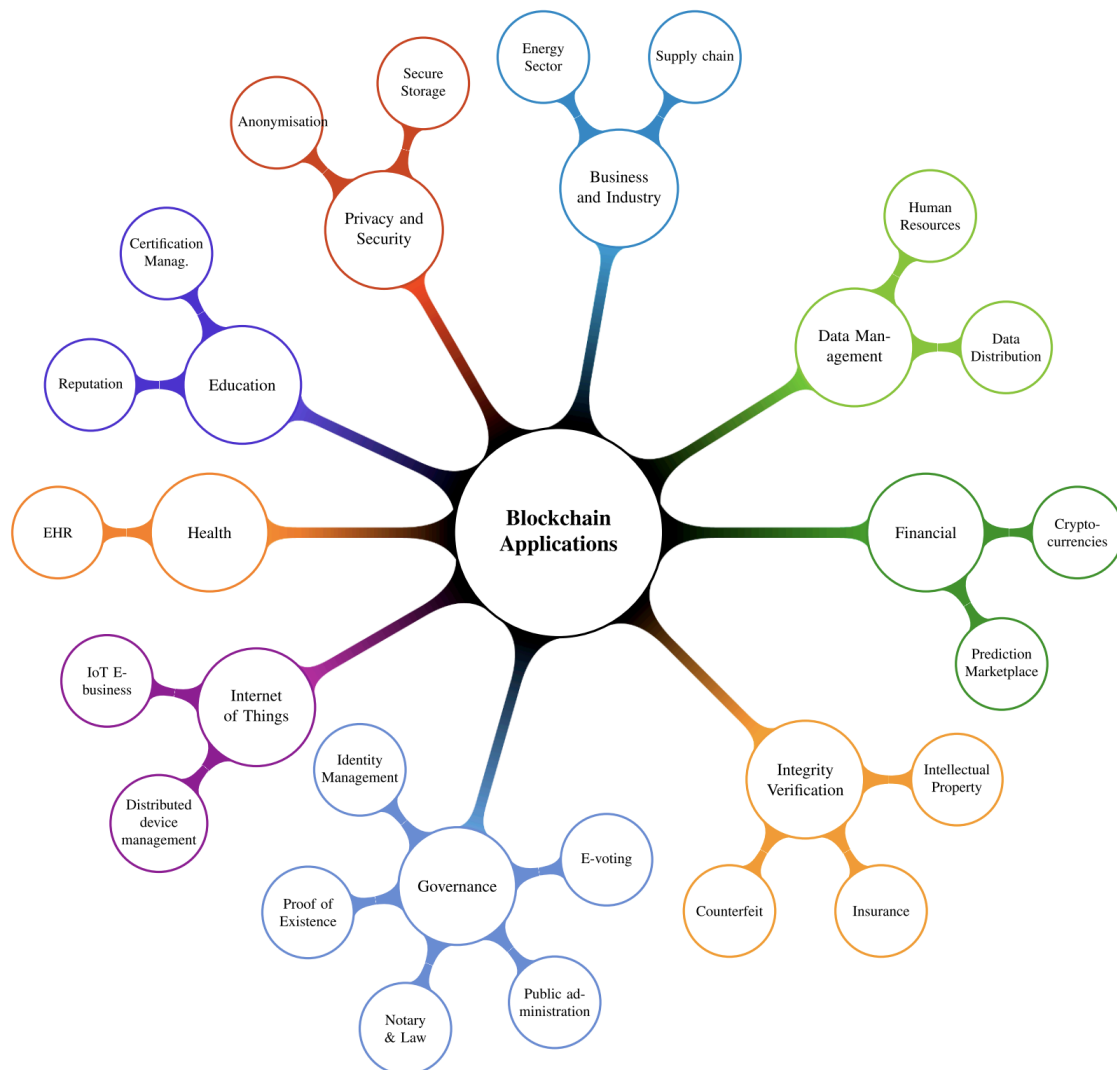 Energy
Sector
Supply chain
Secure
Storage
Anonymisation
Business
and Industry
Privacy and
Security
Human
Resources
Certification
Manag.
Data Man-
agement
Data
Distribution
Reputation
Education
Blockchain
Applications
EHR
Health
Financial
Crypto-
currencies
Prediction
Marketplace
IoT E-
business
Internet
of Things
Distributed
device
management
Identity
Management
Integrity
Verification
Intellectual
Property
E-voting
Governance
Proof of
Existence
Counterfeit
Insurance
Public ad-
ministration
Notary
& Law